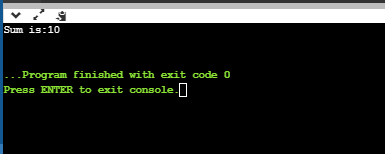 Sum is:10
...Program finished with exit code 0
Press ENTER to exit console.